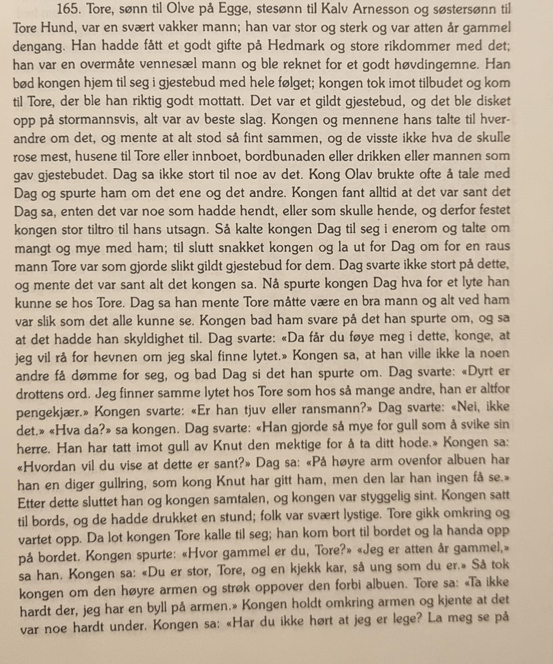 165. Tore, sønn til Olve på Egge, stesønn til Kalv Arnesson og søstersønn til
Tore Hund, var en svært vakker mann; han var stor og sterk og var atten år gammel
dengang. Han hadde fått et godt gifte på Hedmark og store rikdommer med det;
han var en overmåte vennesæl mann og ble reknet for et godt høvdingemne. Han
bød kongen hjem til seg i gjestebud med hele følget; kongen tok imot tilbudet og kom
til Tore, der ble han riktig godt mottatt. Det var et gildt gjestebud, og det ble disket
opp på stormannsvis, alt var av beste slag. Kongen og mennene hans talte til hver-
andre om det, og mente at alt stod så fint sammen, og de visste ikke hva de skulle
rose mest, husene til Tore eller innboet, bordbunaden eller drikken eller mannen som
gav gjestebudet. Dag sa ikke stort til noe av det. Kong Olav brukte ofte å tale med
Dag og spurte ham om det ene og det andre. Kongen fant alltid at det var sant det
Dag sa, enten det var noe som hadde hendt, eller som skulle hende, og derfor festet
kongen stor tiltro til hans utsagn. Så kalte kongen Dag til seg i enerom og talte om
mangt og mye med ham; til slutt snakket kongen og la ut for Dag om for en raus
mann Tore var som gjorde slikt gildt gjestebud for dem. Dag svarte ikke stort på dette,
og mente det var sant alt det kongen sa. Nå spurte kongen Dag hva for et lyte han
kunne se hos Tore. Dag sa han mente Tore måtte være en bra mann og alt ved ham
var slik som det alle kunne se. Kongen bad ham svare på det han spurte om, og sa
at det hadde han skyldighet til. Dag svarte: «Da får du føye meg i dette, konge, at
jeg vil rå for hevnen om jeg skal finne lytet.» Kongen sa, at han ville ikke la noen
andre få dømme for seg, og bad Dag si det han spurte om. Dag svarte: «Dyrt er
drottens ord. Jeg finner samme lytet hos Tore som hos så mange andre, han er altfor
pengekjær.» Kongen svarte: «Er han tjuv eller ransmann?» Dag svarte: «Nei, ikke
det.» «Hva da?» sa kongen. Dag svarte: «Han gjorde så mye for gull som å svike sin
herre. Han har tatt imot gull av Knut den mektige for å ta ditt hode.» Kongen sa:
«Hvordan vil du vise at dette er sant?» Dag sa: «På høyre arm ovenfor albuen har
han en diger gullring, som kong Knut har gitt ham, men den lar han ingen få se.»
Etter dette sluttet han og kongen samtalen, og kongen var styggelig sint. Kongen satt
til bords, og de hadde drukket en stund; folk var svært lystige. Tore gikk omkring og
vartet opp. Da lot kongen Tore kalle til seg; han kom bort til bordet og la handa opp
på bordet. Kongen spurte: «Hvor gammel er du, Tore?» «Jeg er atten år gammel,»
sa han. Kongen sa: «Du er stor, Tore, og en kjekk kar, så ung som du er.» Så tok
kongen om den høyre armen og strøk oppover den forbi albuen. Tore sa: «Ta ikke
hardt der, jeg har en byll på armen.» Kongen holdt omkring armen og kjente at det
var noe hardt under. Kongen sa: «Har du ikke hørt at jeg er lege? La meg se på